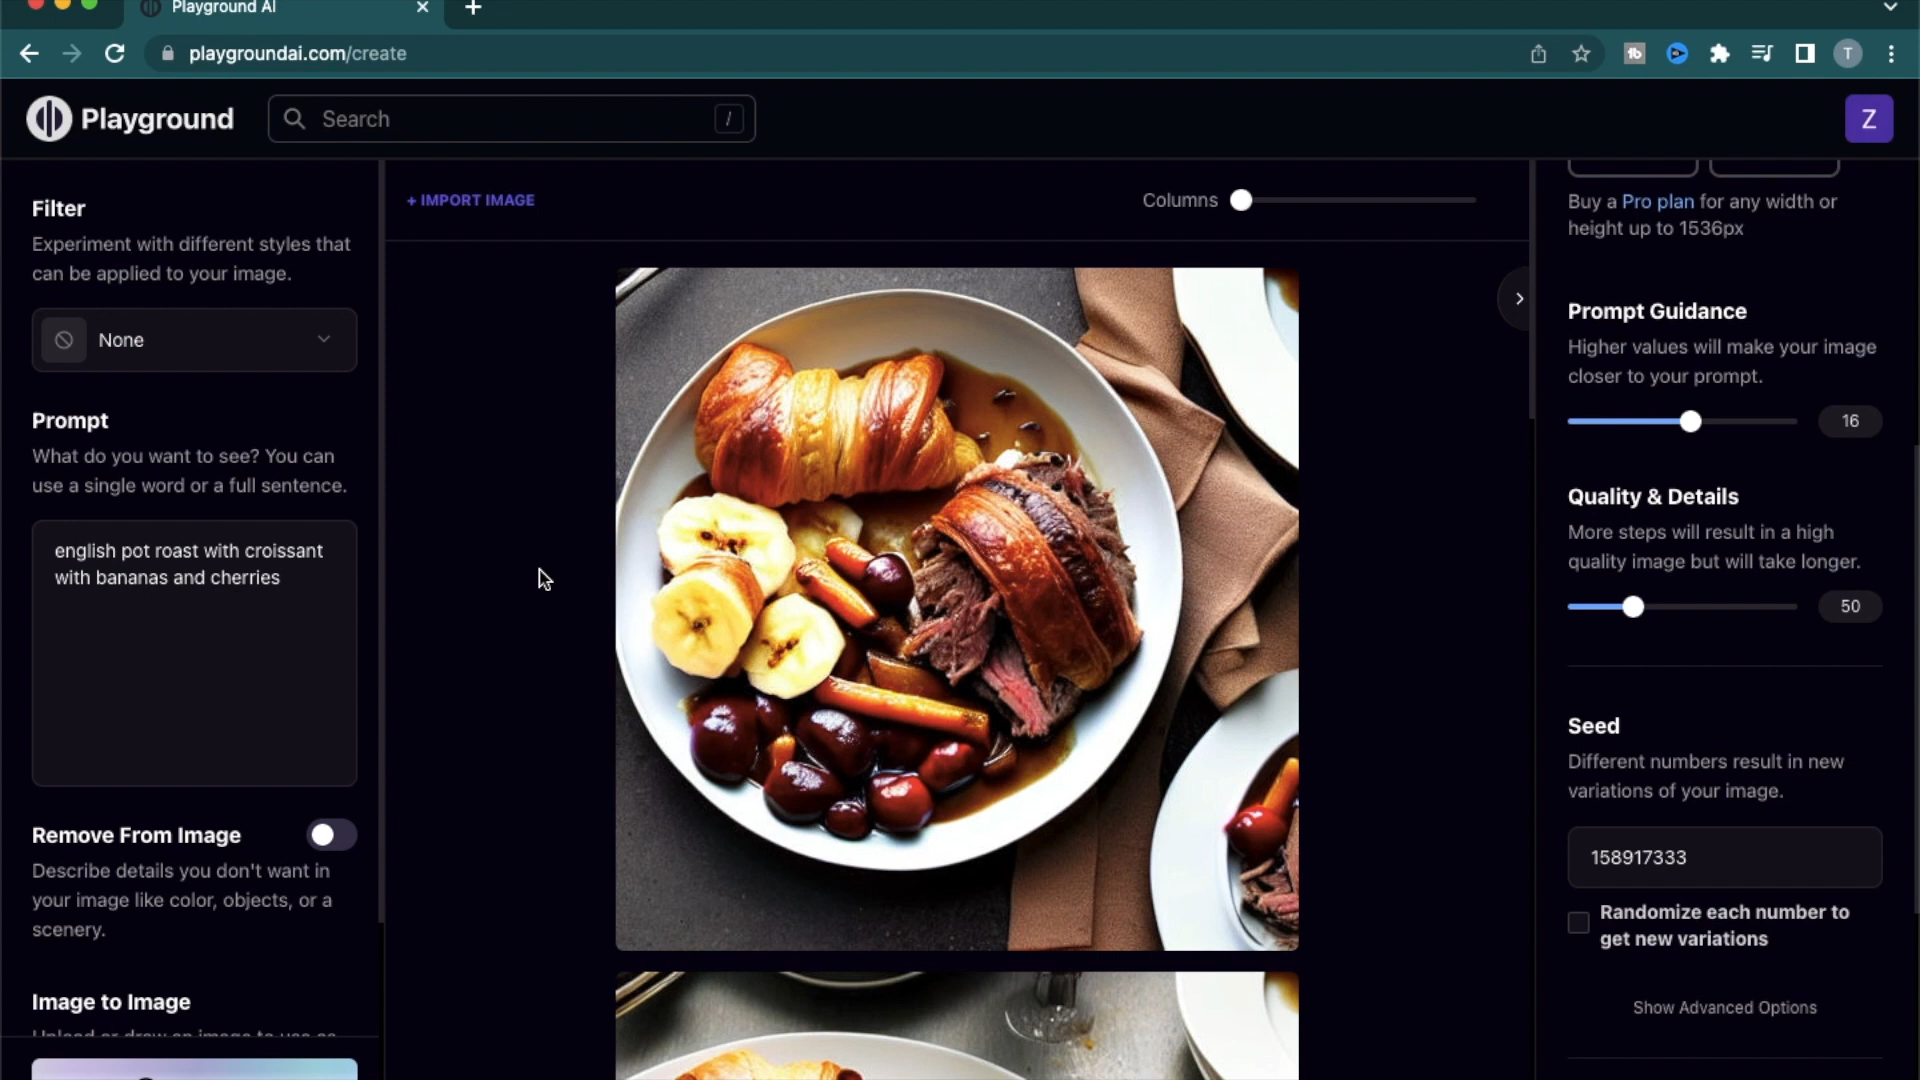 Playground AI
playgroundai.com/create
T
Playground
Search
/
Z
Filter
Experiment with different styles that
can be applied to your image.
None
Prompt
What do you want to see? You can
use a single word or a full sentence.
english pot roast with croissant
with bananas and cherries
Remove From Image
Describe details you don't want in
your image like color, objects, or a
scenery.
Image to Image
+ IMPORT IMAGE
Columns
Buy a Pro plan for any width or
height up to 1536px
Prompt Guidance
Higher values will make your image
closer to your prompt.
16
Quality & Details
More steps will result in a high
quality image but will take longer.
50
Seed
Different numbers result in new
variations of your image.
158917333
Randomize each number to
get new variations
Show Advanced Options